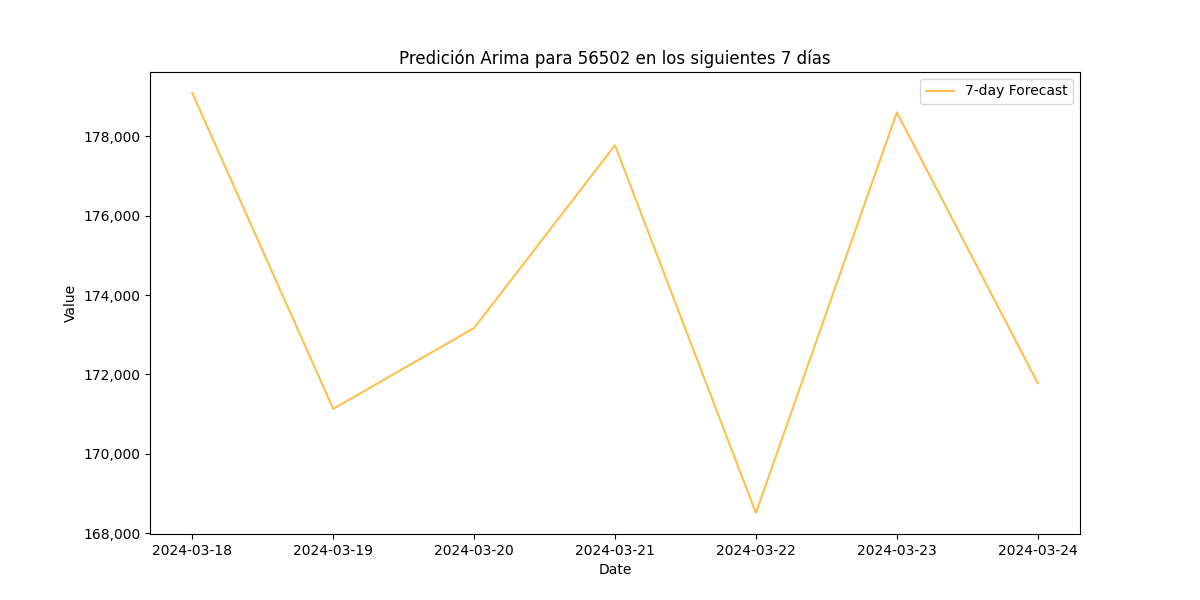 Predición Arima para 56502 en los siguientes 7 días
7-day Forecast
Value
178,000
176,000
174,000
172,000
170,000
168,000
2024-03-18 2024-03-19 2024-03-20 2024-03-21 2024-03-22 2024-03-23 2024-03-24
Date